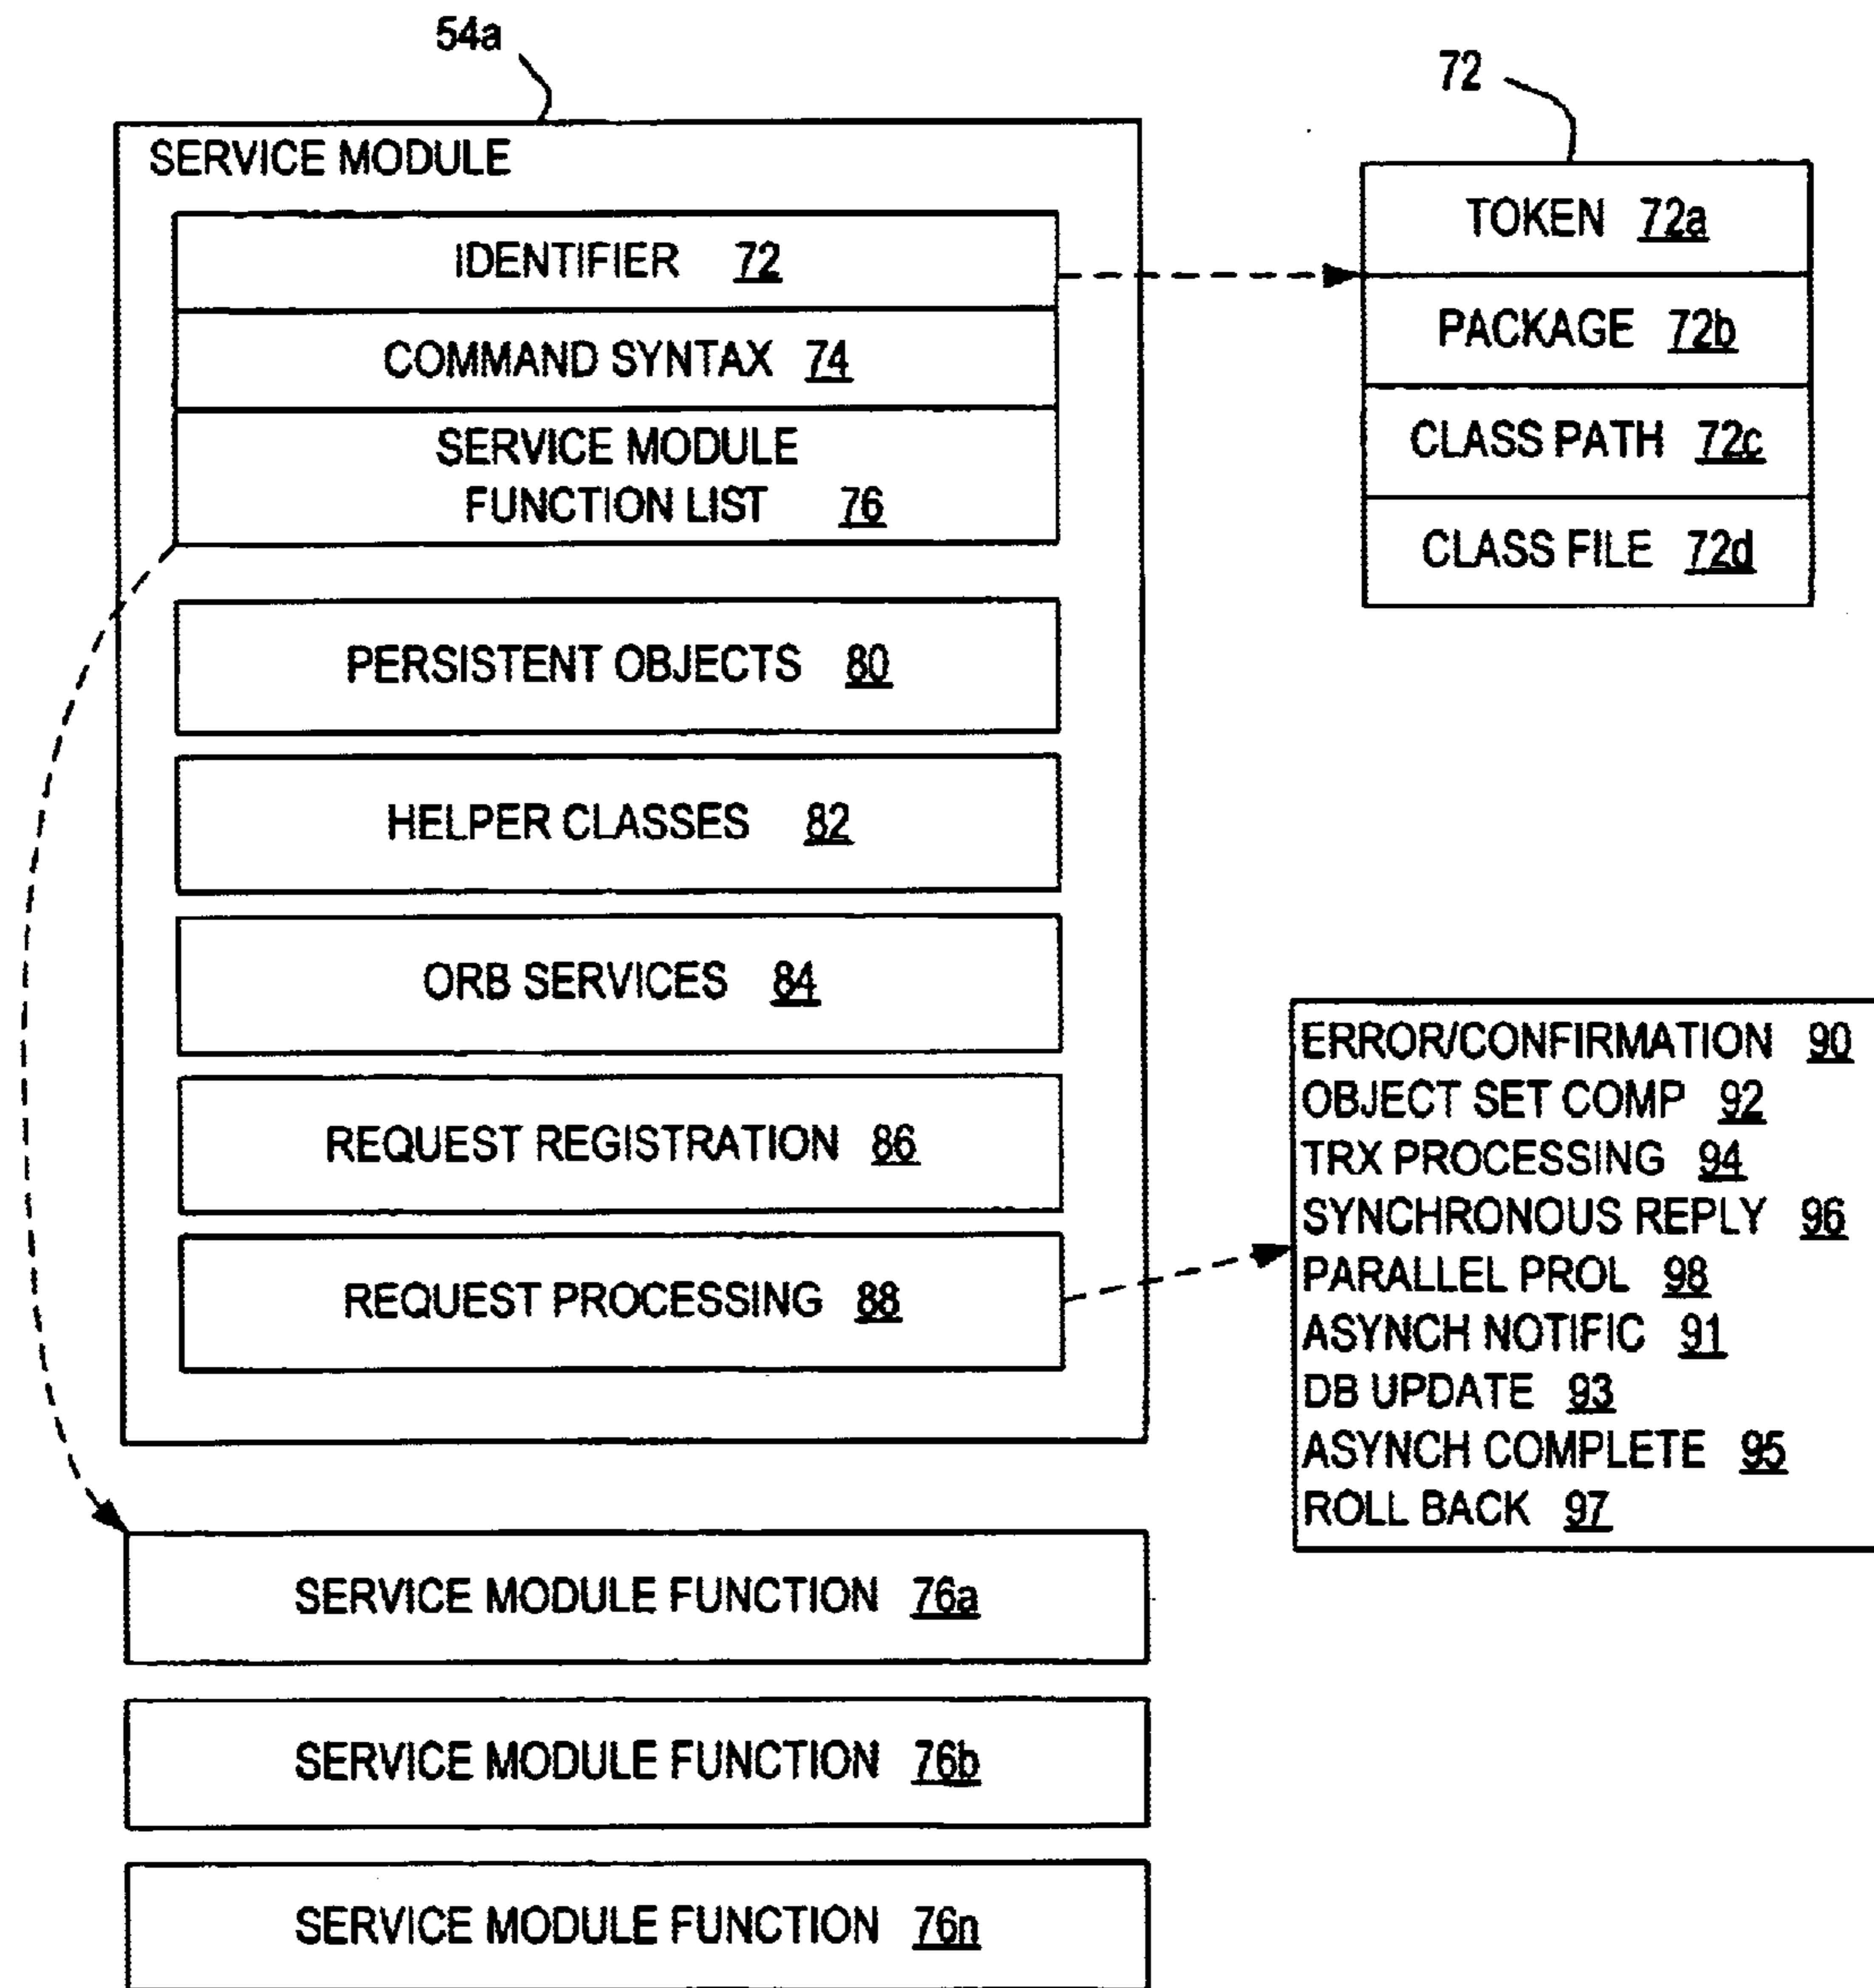 54a
SERVICE MODULE
IDENTIFIER 72
COMMAND SYNTAX 74
SERVICE MODULE
FUNCTION LIST 76
PERSISTENT OBJECTS 80
HELPER CLASSES 82
ORB SERVICES 84
REQUEST REGISTRATION 86
REQUEST PROCESSING 88
72
TOKEN 72a
PACKAGE 72b
CLASS PATH 72c
CLASS FILE 72d
ERROR/CONFIRMATION 90
OBJECT SET COMP 92
TRX PROCESSING 94
SYNCHRONOUS REPLY 96
PARALLEL PROL 98
ASYNCH NOTIFIC 91
DB UPDATE 93
ASYNCH COMPLETE 95
ROLL BACK 97
SERVICE MODULE FUNCTION 76a
SERVICE MODULE FUNCTION 76b
SERVICE MODULE FUNCTION 76n